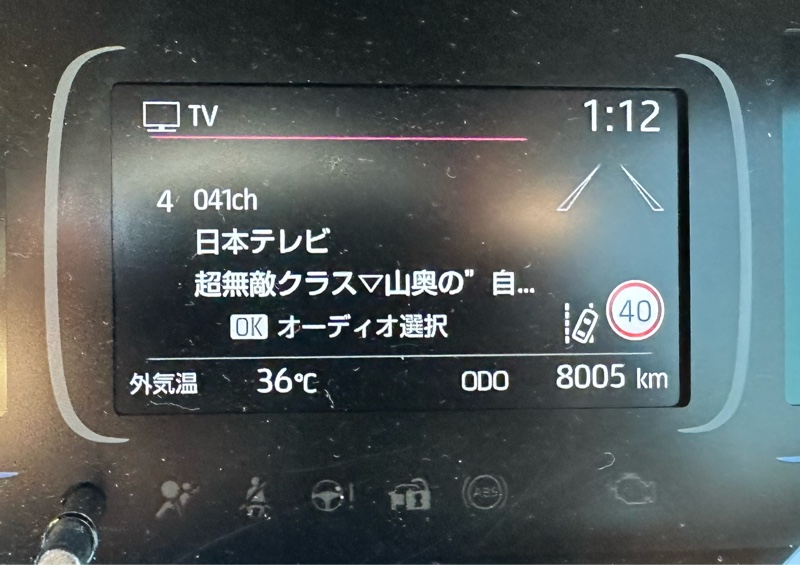 TV 1:12
4 041ch
日本テレビ
超無敵クラス▽山奥の”自...
OK オーディオ選択
40
外気温 36℃ ODO 8005 km
ABS